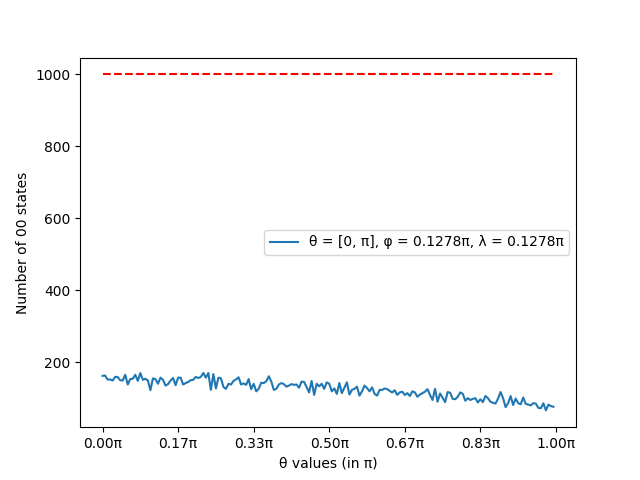 1000
800
600
400
200
Number of 00 states
θ = [0, π], φ = 0.1278π, λ = 0.1278π
0.00π 0.17π 0.33π 0.50π 0.67π 0.83π 1.00π
θ values (in π)